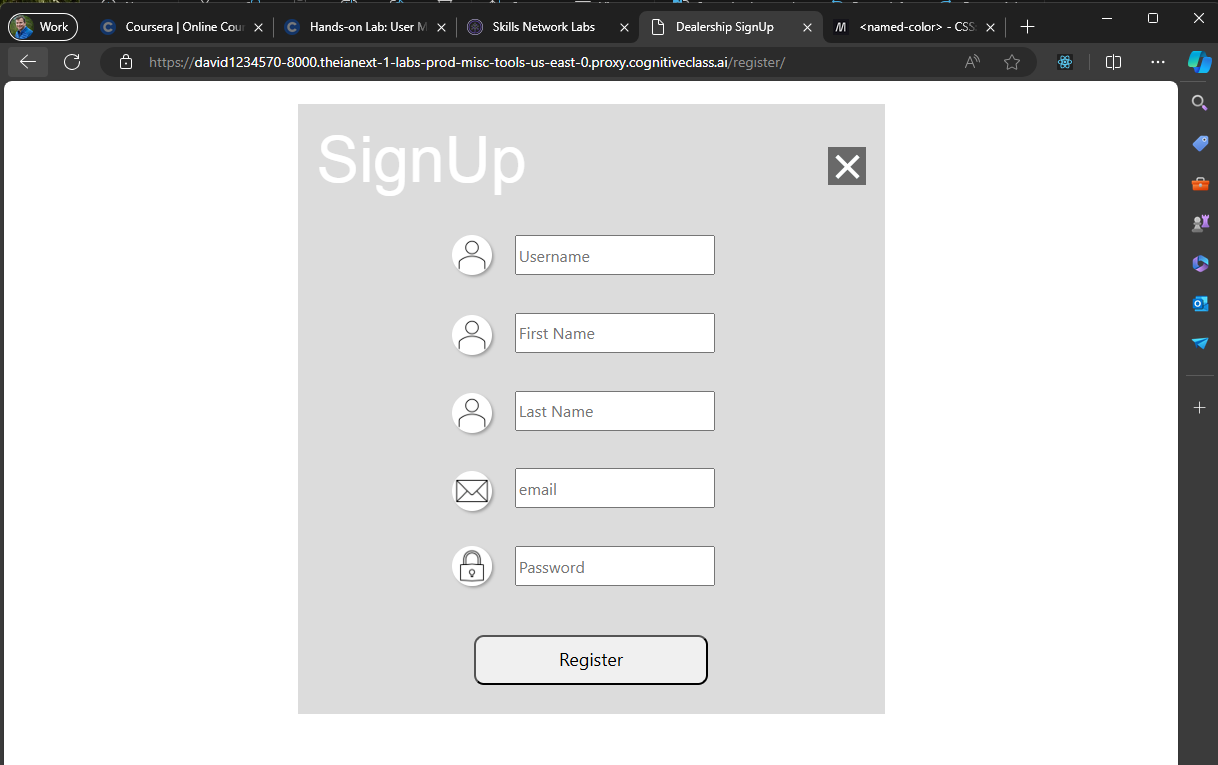 Work
Coursera | Online Cour
Hands-on Lab: User M
Skills Network Labs
Dealership SignUp
<named-color> - CSS
https://david1234570-8000.theianext-1-labs-prod-misc-tools-us-east-0.proxy.cognitiveclass.ai/register/
SignUp
Username
First Name
Last Name
email
Password
Register